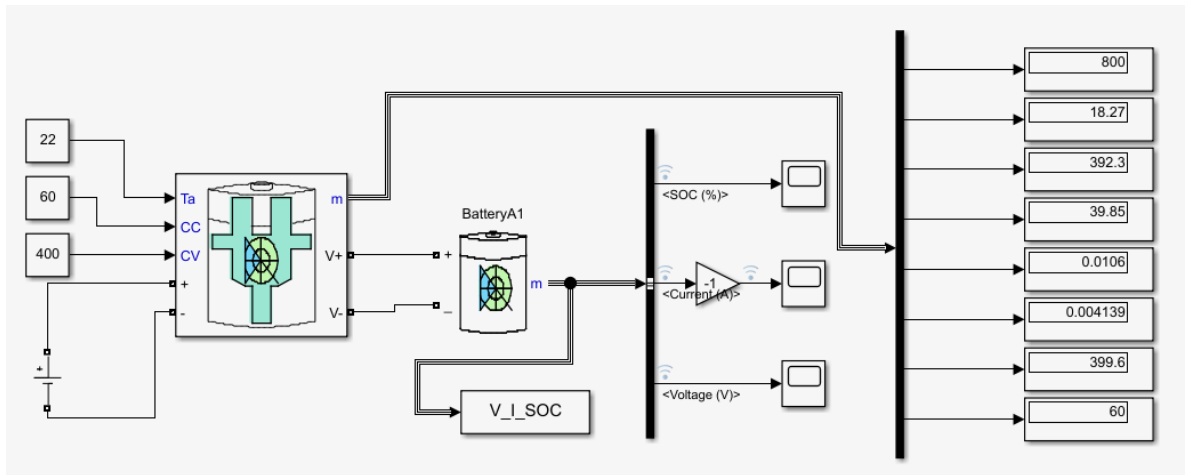 22
60
400
Ta
CC
CV
+
-
m
V+
V-
+
BatteryA1
+
_
m
V_I_SOC
<SOC (%)>
-1
<Current (A)>
<Voltage (V)>
800
18.27
392.3
39.85
0.0106
0.004139
399.6
60